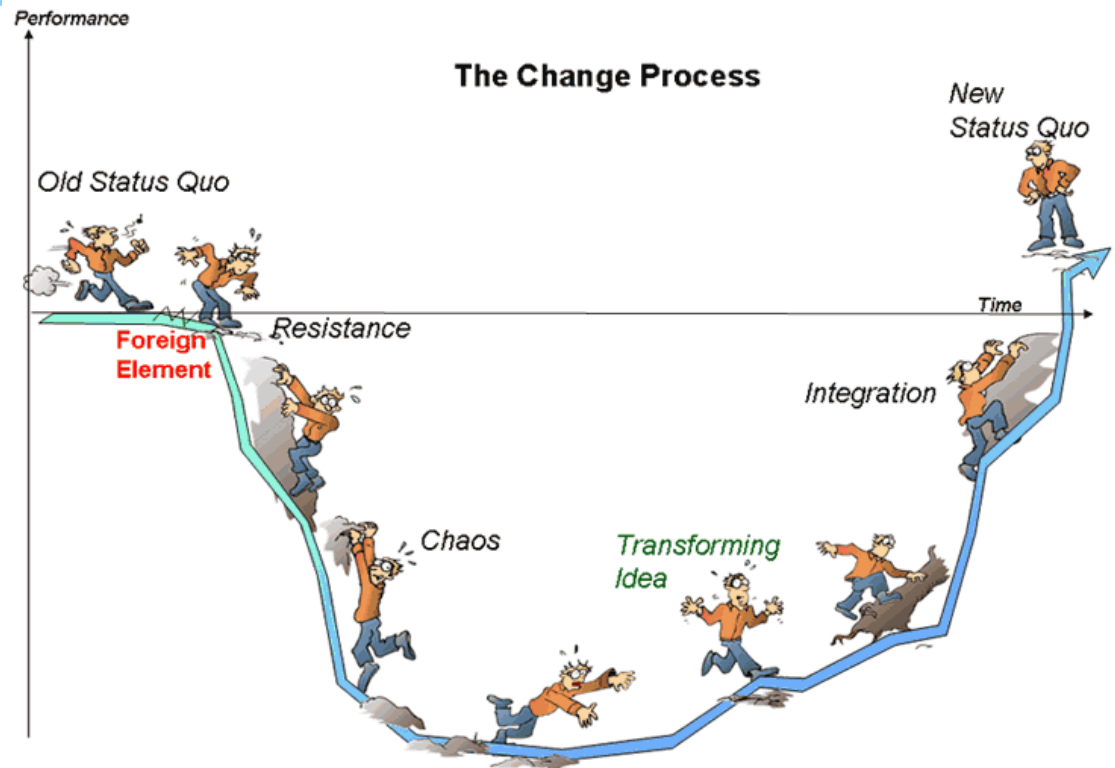 Performance
The Change Process
New
Status Quo
Old Status Quo
Time
Foreign
Element
Resistance
Integration
Chaos
Transforming
Idea